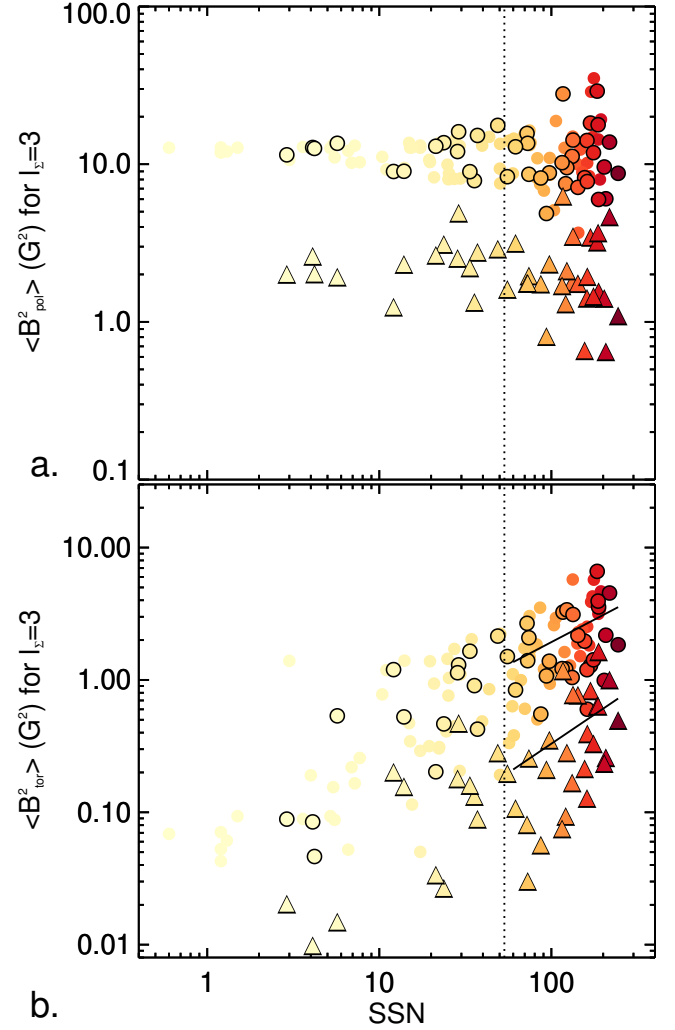 100.0
10.0
1.0
0.1
<B²pol> (G²) for lΣ=3
a.
10.00
1.00
0.10
0.01
<B²tor> (G²) for lΣ=3
b.
1 10 100
SSN